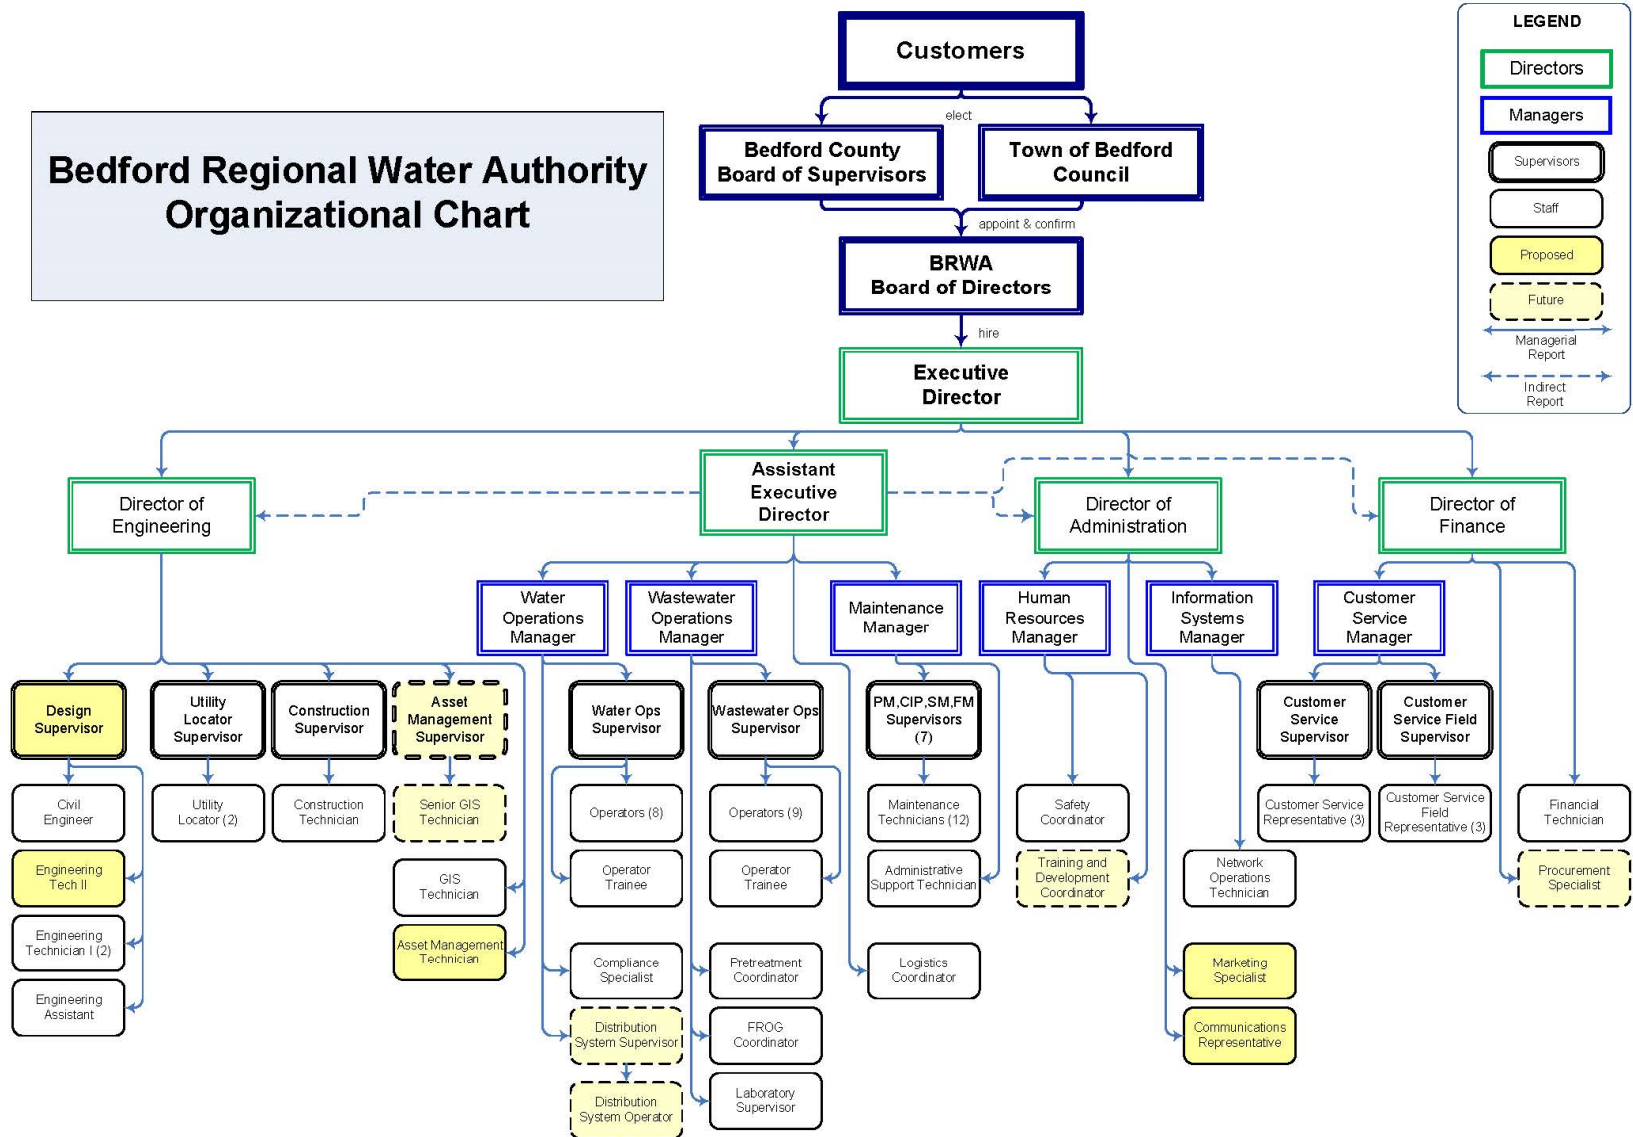 Customers
elect
Bedford County
Board of Supervisors
Town of Bedford
Council
appoint & confirm
BRWA
Board of Directors
hire
Executive
Director
Bedford Regional Water Authority
Organizational Chart
LEGEND
Directors
Managers
Supervisors
Staff
Proposed
Future
Managerial
Report
Indirect
Report
Director of
Engineering
Assistant
Executive
Director
Director of
Administration
Director of
Finance
Water
Operations
Manager
Wastewater
Operations
Manager
Maintenance
Manager
Human
Resources
Manager
Information
Systems
Manager
Customer
Service
Manager
Design
Supervisor
Utility
Locator
Supervisor
Construction
Supervisor
Asset
Management
Supervisor
Water Ops
Supervisor
Wastewater Ops
Supervisor
PM,CIP,SM,FM
Supervisors
(7)
Customer
Service
Supervisor
Customer
Service Field
Supervisor
Civil
Engineer
Utility
Locator (2)
Construction
Technician
Senior GIS
Technician
Operators (8)
Operators (9)
Maintenance
Technicians (12)
Safety
Coordinator
Customer Service
Representative (3)
Customer Service
Field
Representative (3)
Financial
Technician
Engineering
Tech II
GIS
Technician
Operator
Trainee
Operator
Trainee
Administrative
Support Technician
Training and
Development
Coordinator
Network
Operations
Technician
Procurement
Specialist
Engineering
Technician I (2)
Asset Management
Technician
Compliance
Specialist
Pretreatment
Coordinator
Logistics
Coordinator
Marketing
Specialist
Engineering
Assistant
Distribution
System Supervisor
FROG
Coordinator
Communications
Representative
Distribution
System Operator
Laboratory
Supervisor